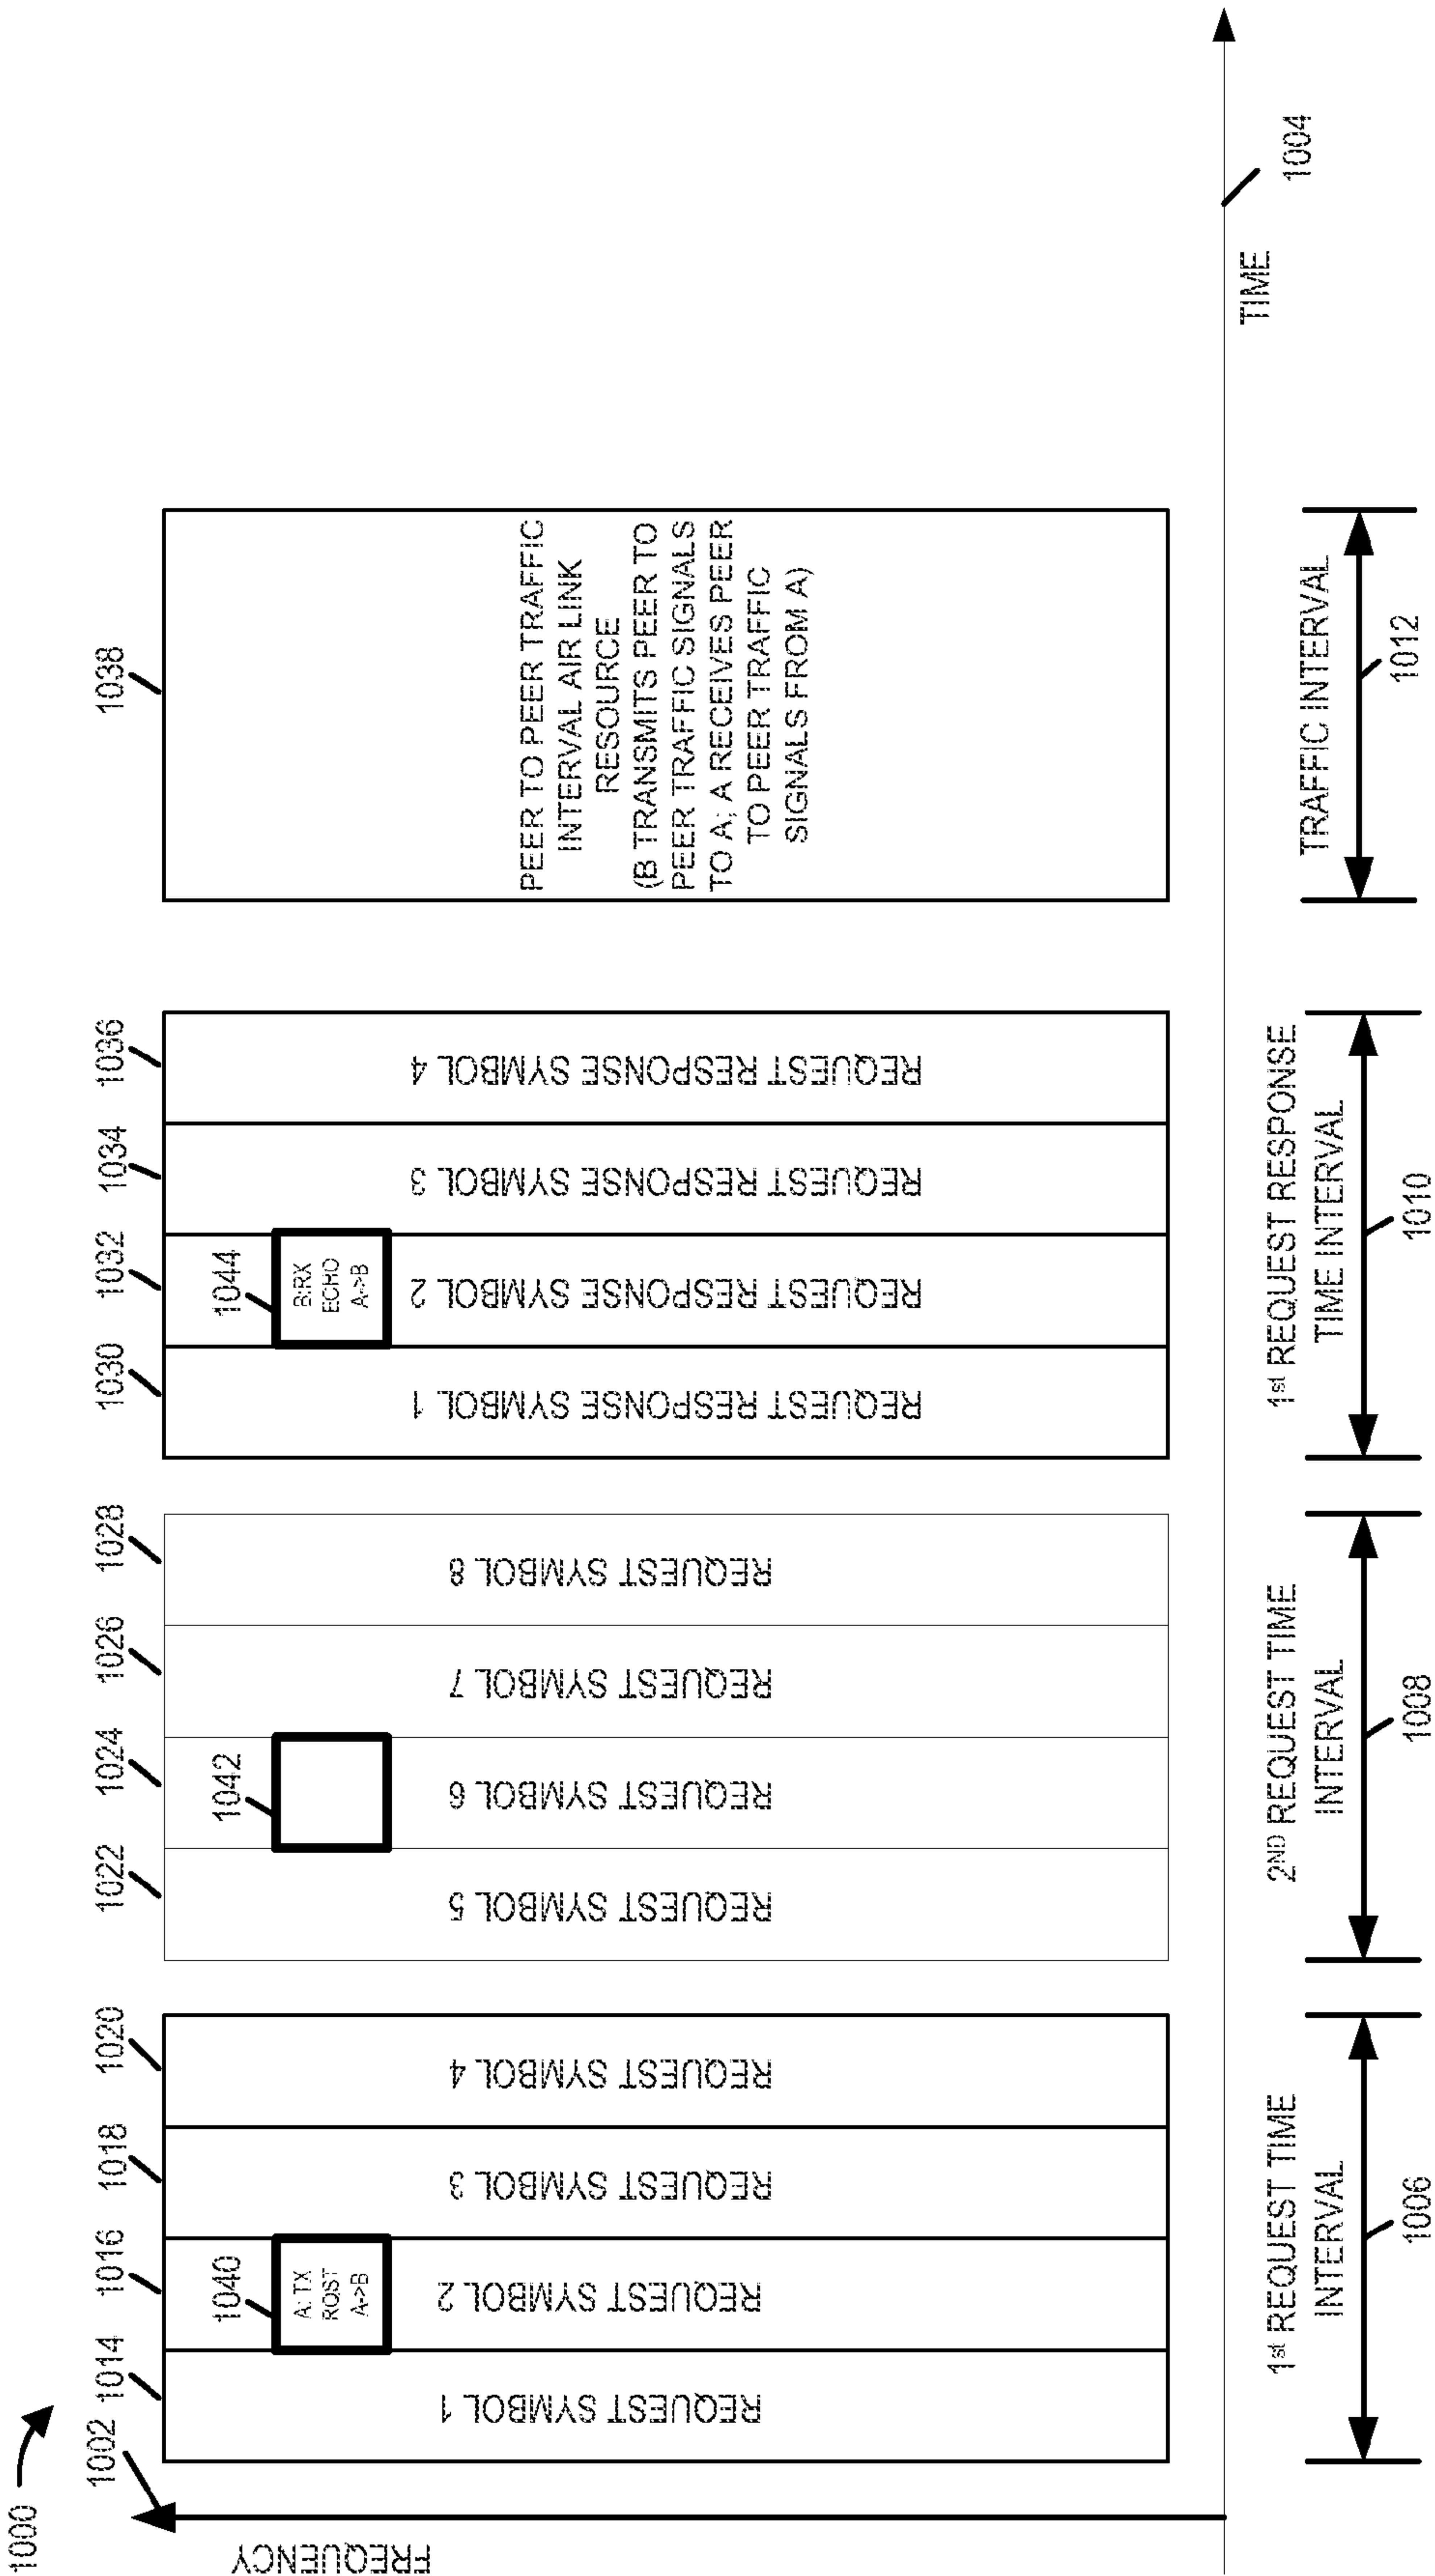 1000
1002
FREQUENCY
1014
1016
1018
1020
1022
1024
1026
1028
1030
1032
1034
1036
1038
1040
1042
1044
REQUEST SYMBOL 1
A: TX
RQST
A->B
REQUEST SYMBOL 2
REQUEST SYMBOL 3
REQUEST SYMBOL 4
REQUEST SYMBOL 5
REQUEST SYMBOL 6
REQUEST SYMBOL 7
REQUEST SYMBOL 8
REQUEST RESPONSE SYMBOL 1
B:RX
ECHO
A->B
REQUEST RESPONSE SYMBOL 2
REQUEST RESPONSE SYMBOL 3
REQUEST RESPONSE SYMBOL 4
PEER TO PEER TRAFFIC
INTERVAL AIR LINK
RESOURCE
(B TRANSMITS PEER TO
PEER TRAFFIC SIGNALS
TO A; A RECEIVES PEER
TO PEER TRAFFIC
SIGNALS FROM A)
TIME
1004
1st REQUEST TIME
INTERVAL
1006
2ND REQUEST TIME
INTERVAL
1008
1st REQUEST RESPONSE
TIME INTERVAL
1010
TRAFFIC INTERVAL
1012